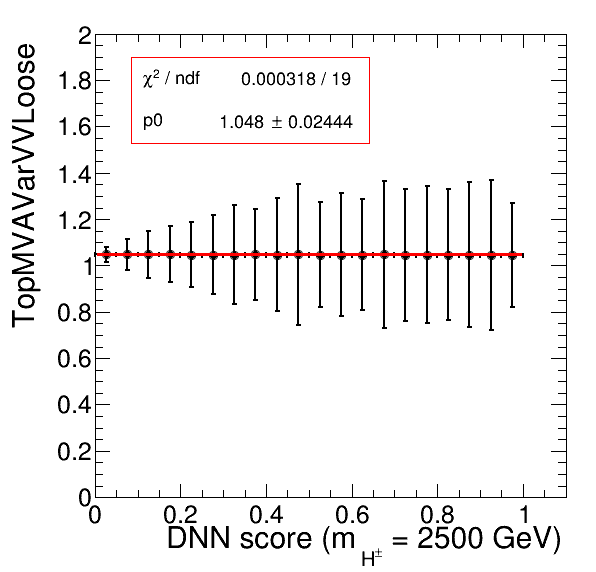 TopMVAVarVVLoose
χ² / ndf 0.000318 / 19
p0 1.048 ± 0.02444
2
1.8
1.6
1.4
1.2
1
0.8
0.6
0.4
0.2
0
0 0.2 0.4 0.6 0.8 1
DNN score (m_H± = 2500 GeV)